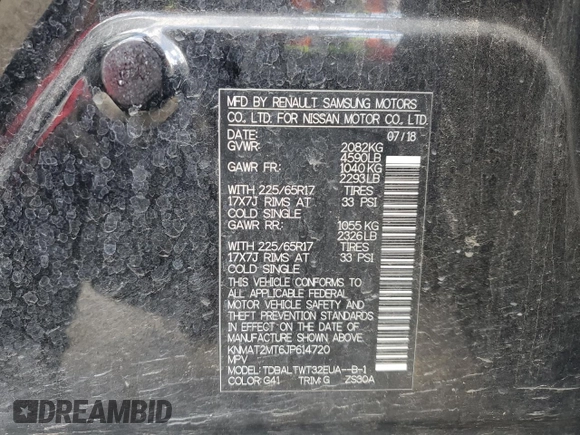 MFD BY RENAULT SAMSUNG MOTORS
CO., LTD. FOR NISSAN MOTOR CO., LTD.
DATE: 07/18
GVWR: 2082KG
4590LB
GAWR FR: 1040 KG
2293LB
WITH 225/65R17 TIRES
17X7J RIMS AT 33 PSI
COLD SINGLE
GAWR RR: 1055 KG
2326LB
WITH 225/65R17 TIRES
17X7J RIMS AT 33 PSI
COLD SINGLE
THIS VEHICLE CONFORMS TO
ALL APPLICABLE FEDERAL
MOTOR VEHICLE SAFETY AND
THEFT PREVENTION STANDARDS
IN EFFECT ON THE DATE OF
MANUFACTURE SHOWN ABOVE.
KNMAT2MT6JP614720
MPV
MODEL: TDBALTWT32EUA--B-1
COLOR: G41 TRIM: G ZS30A